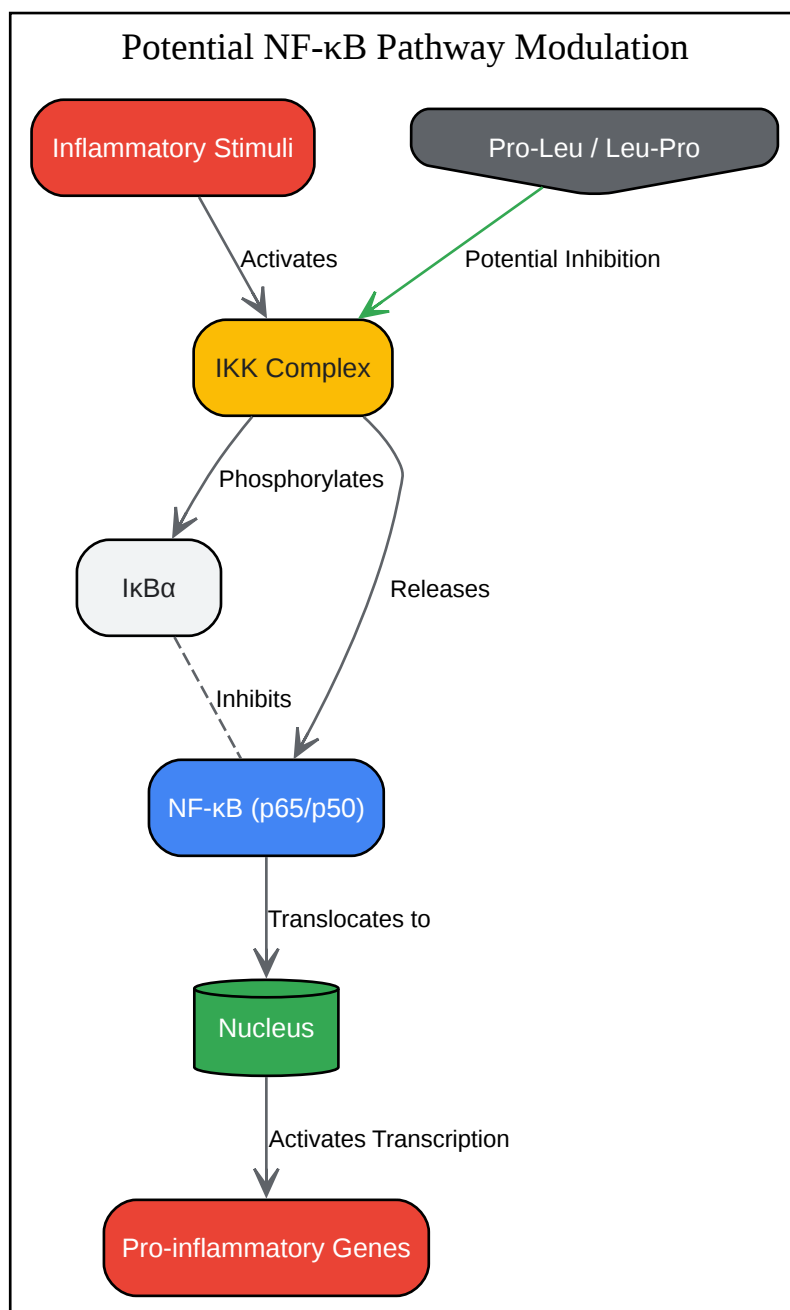 Potential NF-κB Pathway Modulation
Inflammatory Stimuli
Pro-Leu / Leu-Pro
Activates
Potential Inhibition
IKK Complex
Phosphorylates
IκBα
Releases
Inhibits
NF-κB (p65/p50)
Translocates to
Nucleus
Activates Transcription
Pro-inflammatory Genes